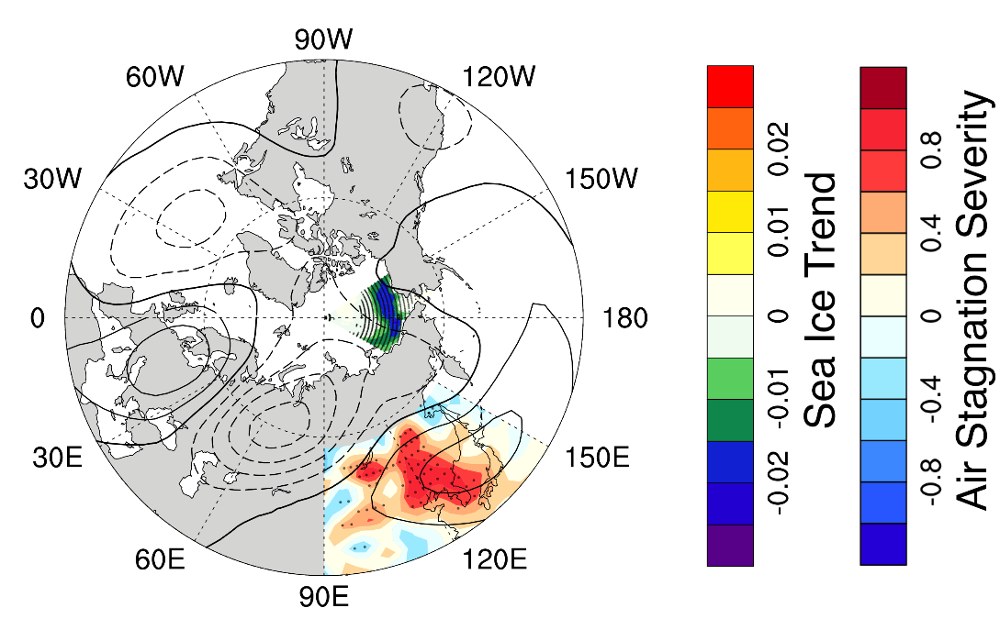 90W
60W
120W
30W
150W
0
180
30E
150E
60E
120E
90E
0.02
0.01
0
-0.01
-0.02
Sea Ice Trend
0.8
0.4
0
-0.4
-0.8
Air Stagnation Severity